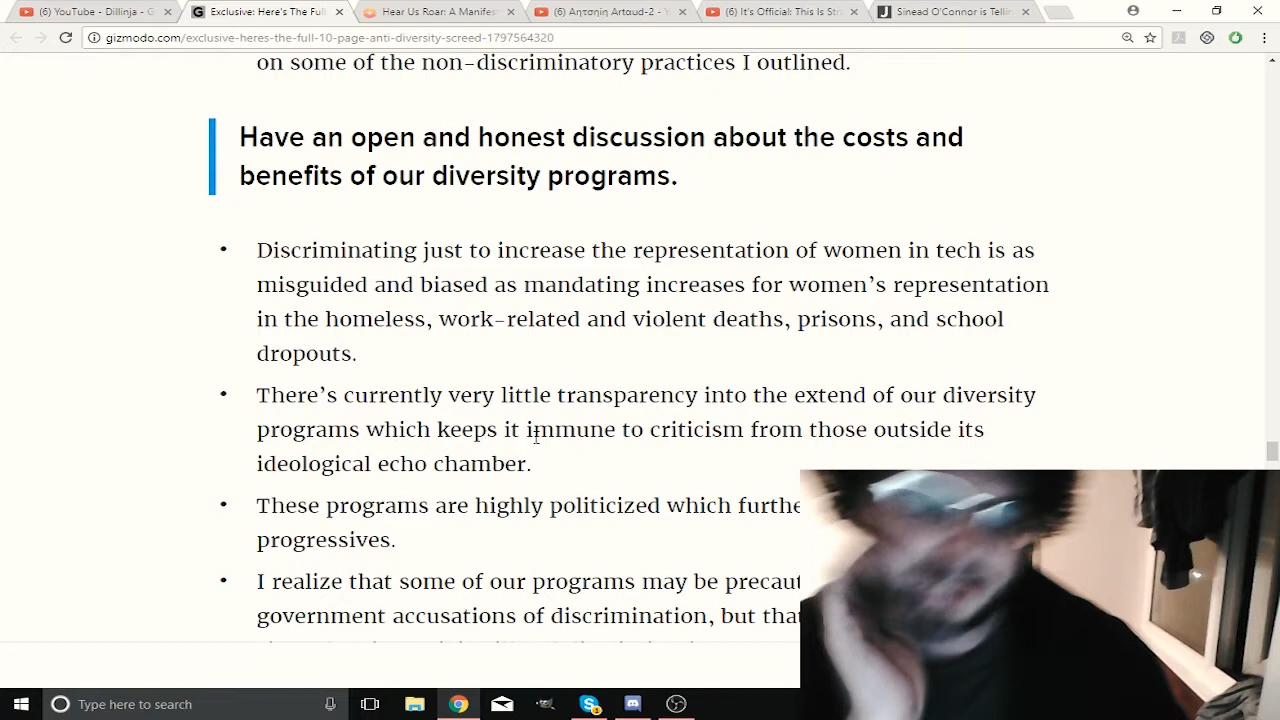 (6) YouTube - Dillinja - G
Exclusive: Here's The Full
Hear Us Roar: A Manifes
(6) Αητσηίη Artαud-2 - Y
(6) It's Official: This Is Str
Sinead O'Connor is Tellin
gizmodo.com/exclusive-heres-the-full-10-page-anti-diversity-screed-1797564320
on some of the non-discriminatory practices I outlined.
Have an open and honest discussion about the costs and
benefits of our diversity programs.
• Discriminating just to increase the representation of women in tech is as
misguided and biased as mandating increases for women's representation
in the homeless, work-related and violent deaths, prisons, and school
dropouts.
• There's currently very little transparency into the extend of our diversity
programs which keeps it immune to criticism from those outside its
ideological echo chamber.
• These programs are highly politicized which furthe
progressives.
• I realize that some of our programs may be precaut
government accusations of discrimination, but that
Type here to search